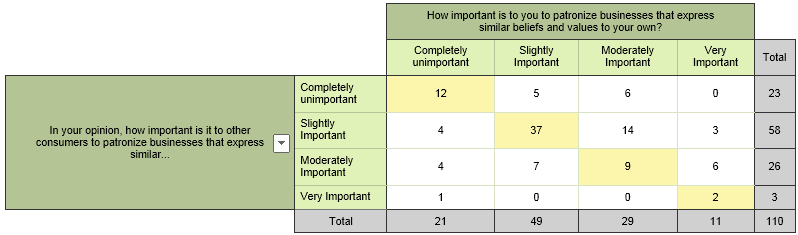 How important is to you to patronize businesses that express
similar beliefs and values to your own?
Completely unimportant Slightly Important Moderately Important Very Important Total
In your opinion, how important is it to other
consumers to patronize businesses that express
similar...
Completely unimportant 12 5 6 0 23
Slightly Important 4 37 14 3 58
Moderately Important 4 7 9 6 26
Very Important 1 0 0 2 3
Total 21 49 29 11 110